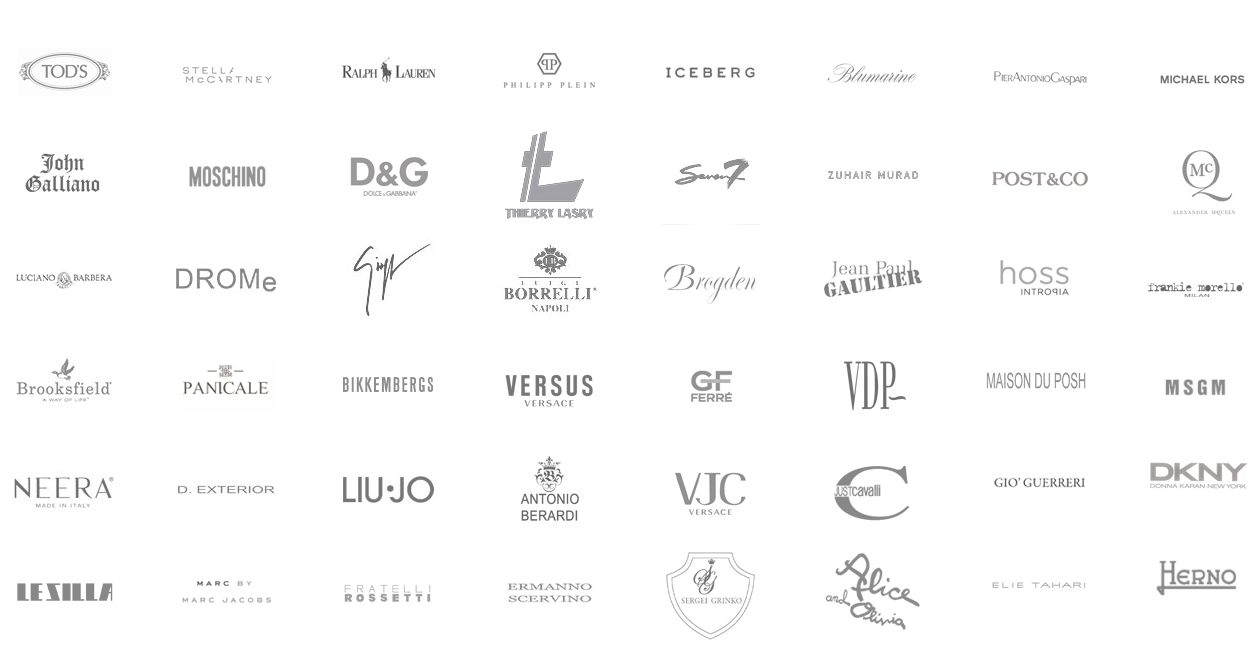 TOD'S
STELLA
McCARTNEY
RALPH LAUREN
PHILIPP PLEIN
ICEBERG
Blumarine
PIERANTONIOGASPARI
MICHAEL KORS
John
Galliano
MOSCHINO
D&G
DOLCE & GABBANA
THIERRY LASRY
Seven7
ZUHAIR MURAD
POST&CO
McQ
ALEXANDER MCQUEEN
LUCIANO BARBERA
DROMe
LUIGI
BORRELLI
NAPOLI
Brogden
Jean Paul
GAULTIER
hoss
INTROPIA
frankie morello
MILAN
Brooksfield
A WAY OF LIFE
PANICALE
BIKKEMBERGS
VERSUS
VERSACE
GF
FERRÉ
VDP
MAISON DU POSH
MSGM
NEERA®
MADE IN ITALY
D. EXTERIOR
LIU·JO
ANTONIO
BERARDI
VJC
VERSACE
JUST cavalli
GIO' GUERRERI
DKNY
DONNA KARAN NEW YORK
LE SILLA
MARC BY
MARC JACOBS
FRATELLI
ROSSETTI
ERMANNO
SCERVINO
SERGEI GRINKO
Alice
and Olivia
ELIE TAHARI
HERNO